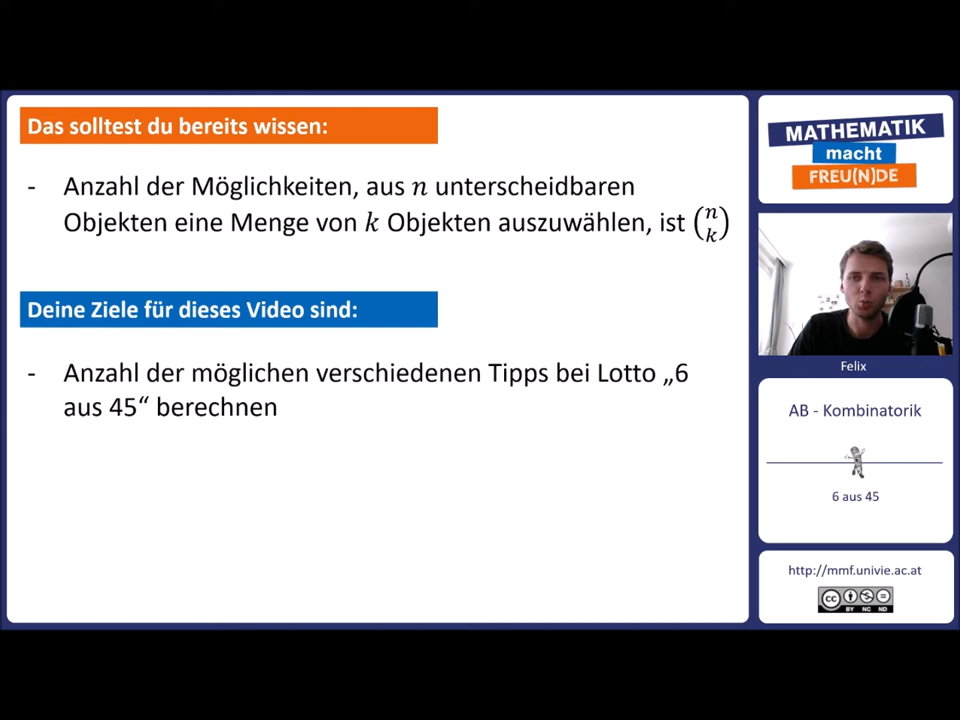 Das solltest du bereits wissen:
- Anzahl der Möglichkeiten, aus n unterscheidbaren
Objekten eine Menge von k Objekten auszuwählen, ist (n k)
Deine Ziele für dieses Video sind:
- Anzahl der möglichen verschiedenen Tipps bei Lotto „6
aus 45“ berechnen
MATHEMATIK
macht
FREU(N)DE
Felix
AB - Kombinatorik
6 aus 45
http://mmf.univie.ac.at
cc
BY NC ND